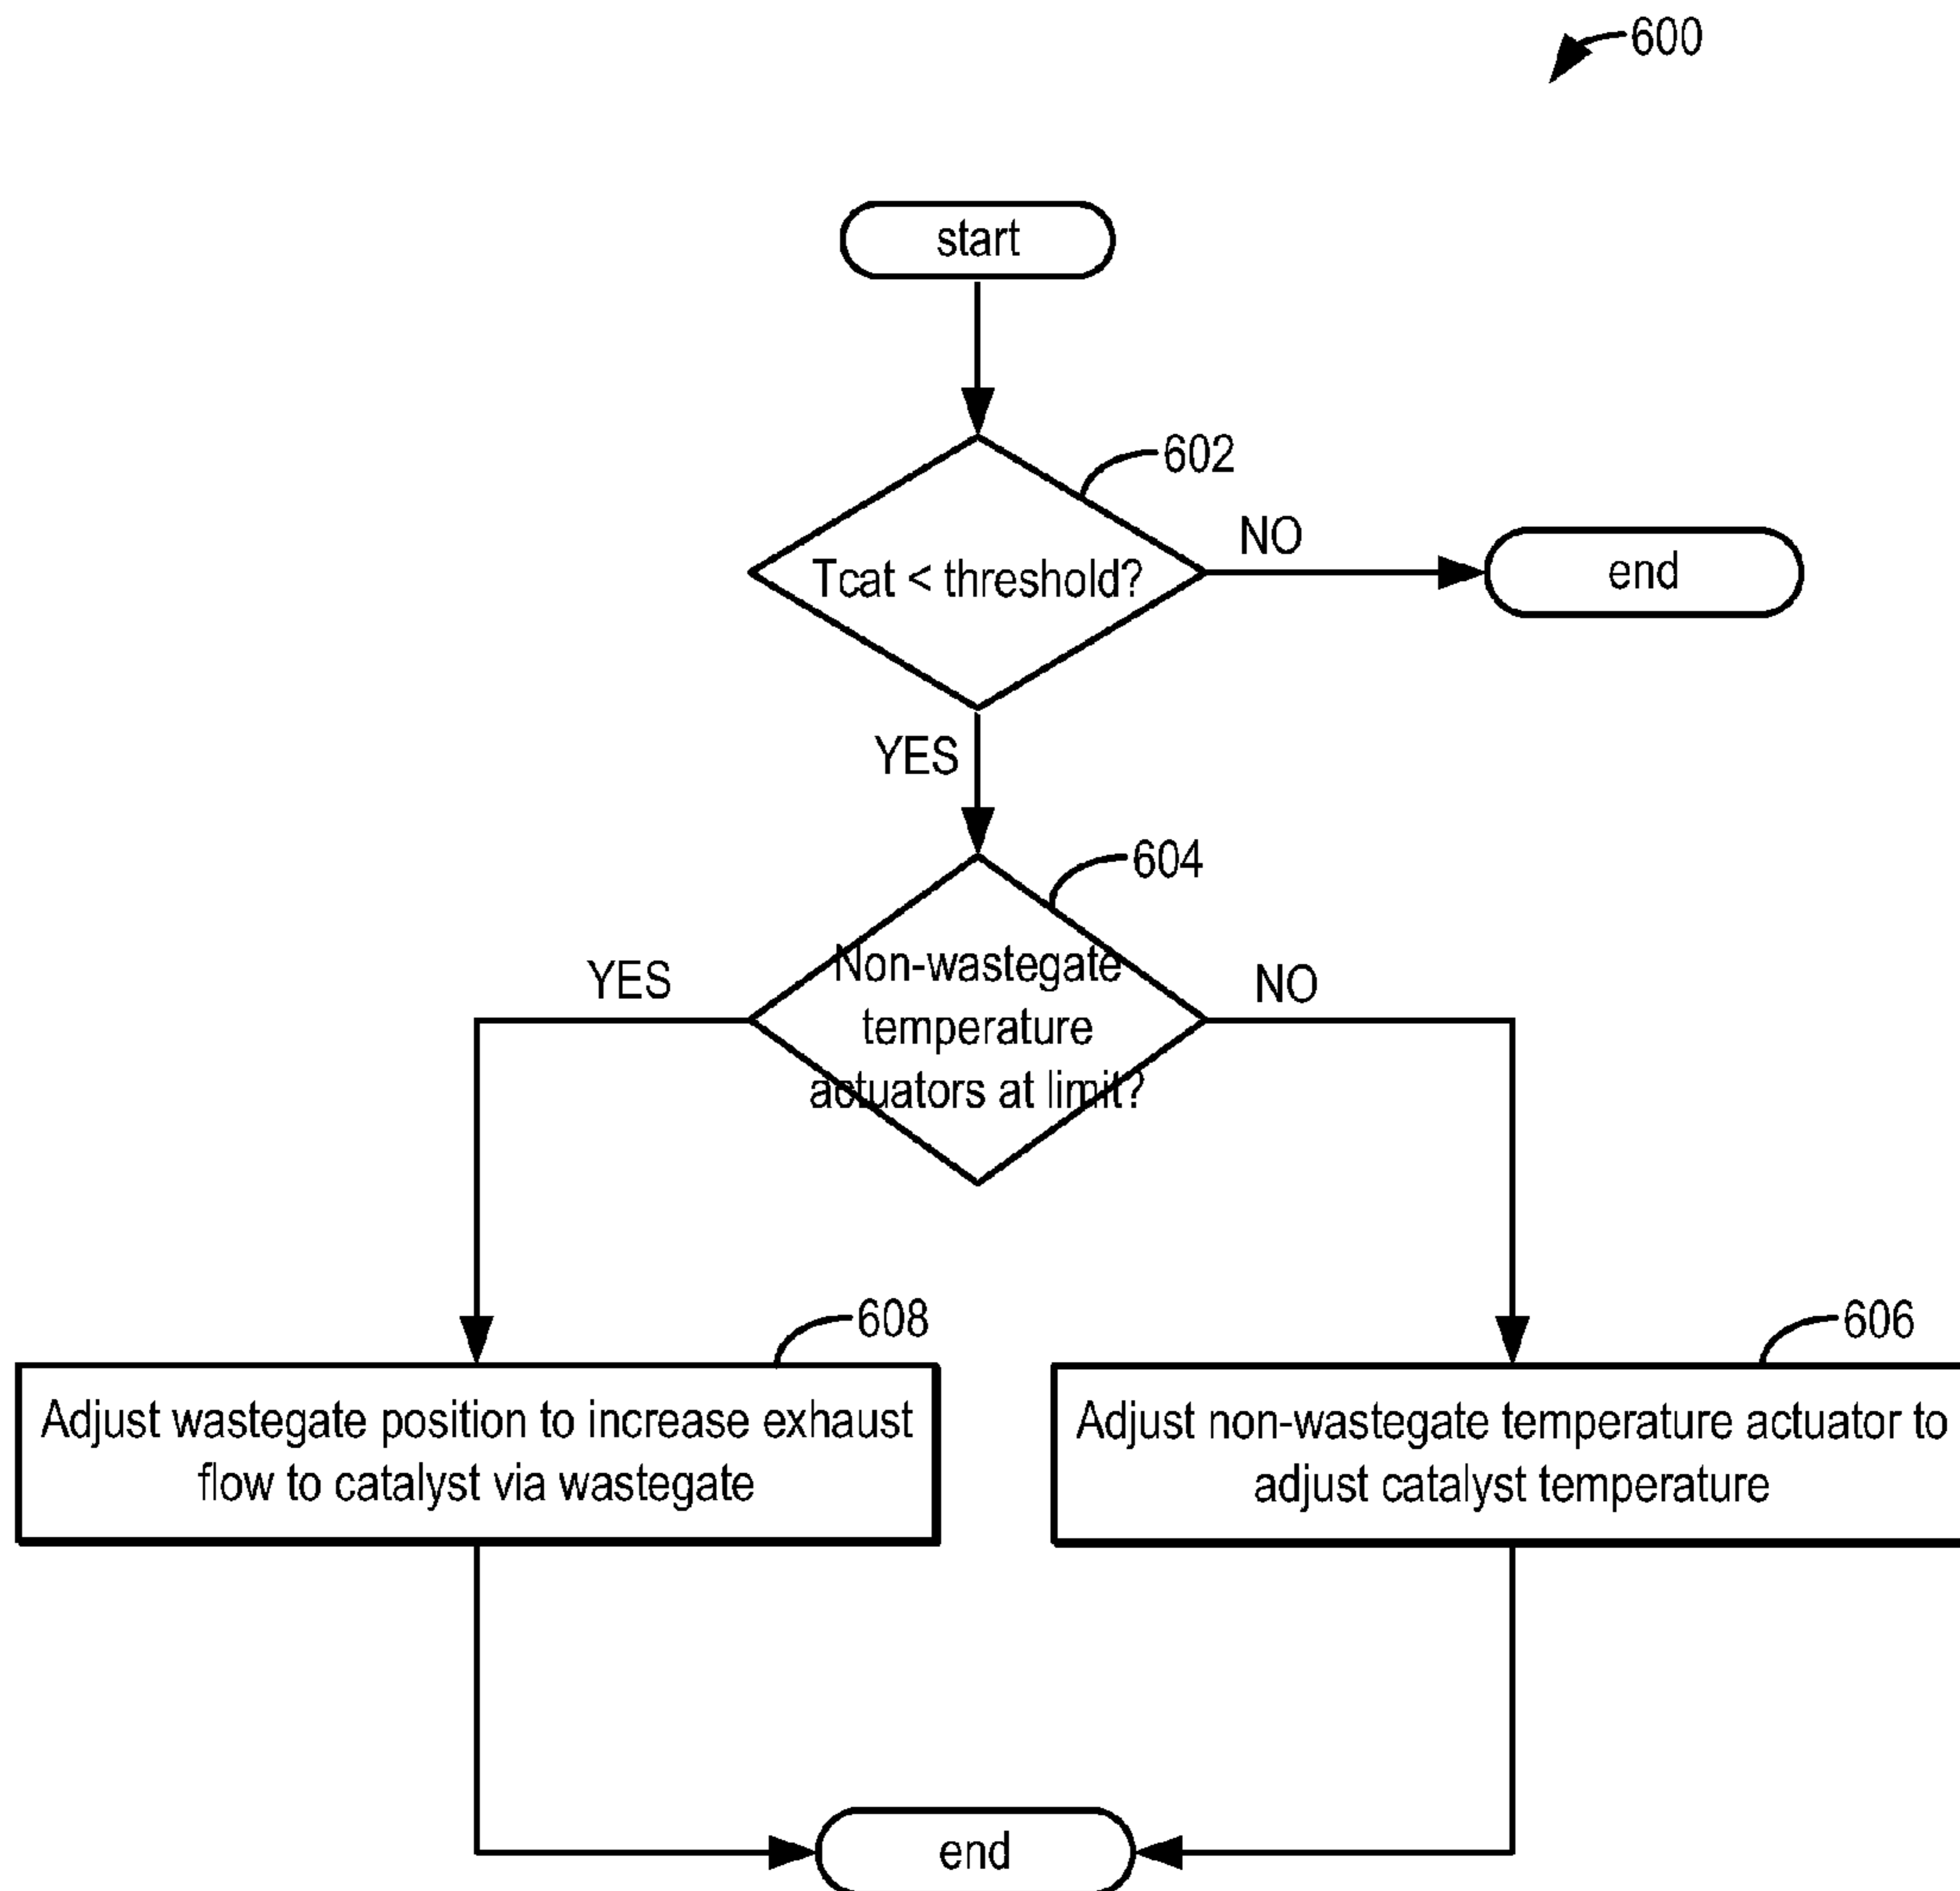 600
start
602
Tcat < threshold?
NO
end
YES
604
Non-wastegate
temperature
actuators at limit?
YES
NO
608
Adjust wastegate position to increase exhaust
flow to catalyst via wastegate
606
Adjust non-wastegate temperature actuator to
adjust catalyst temperature
end